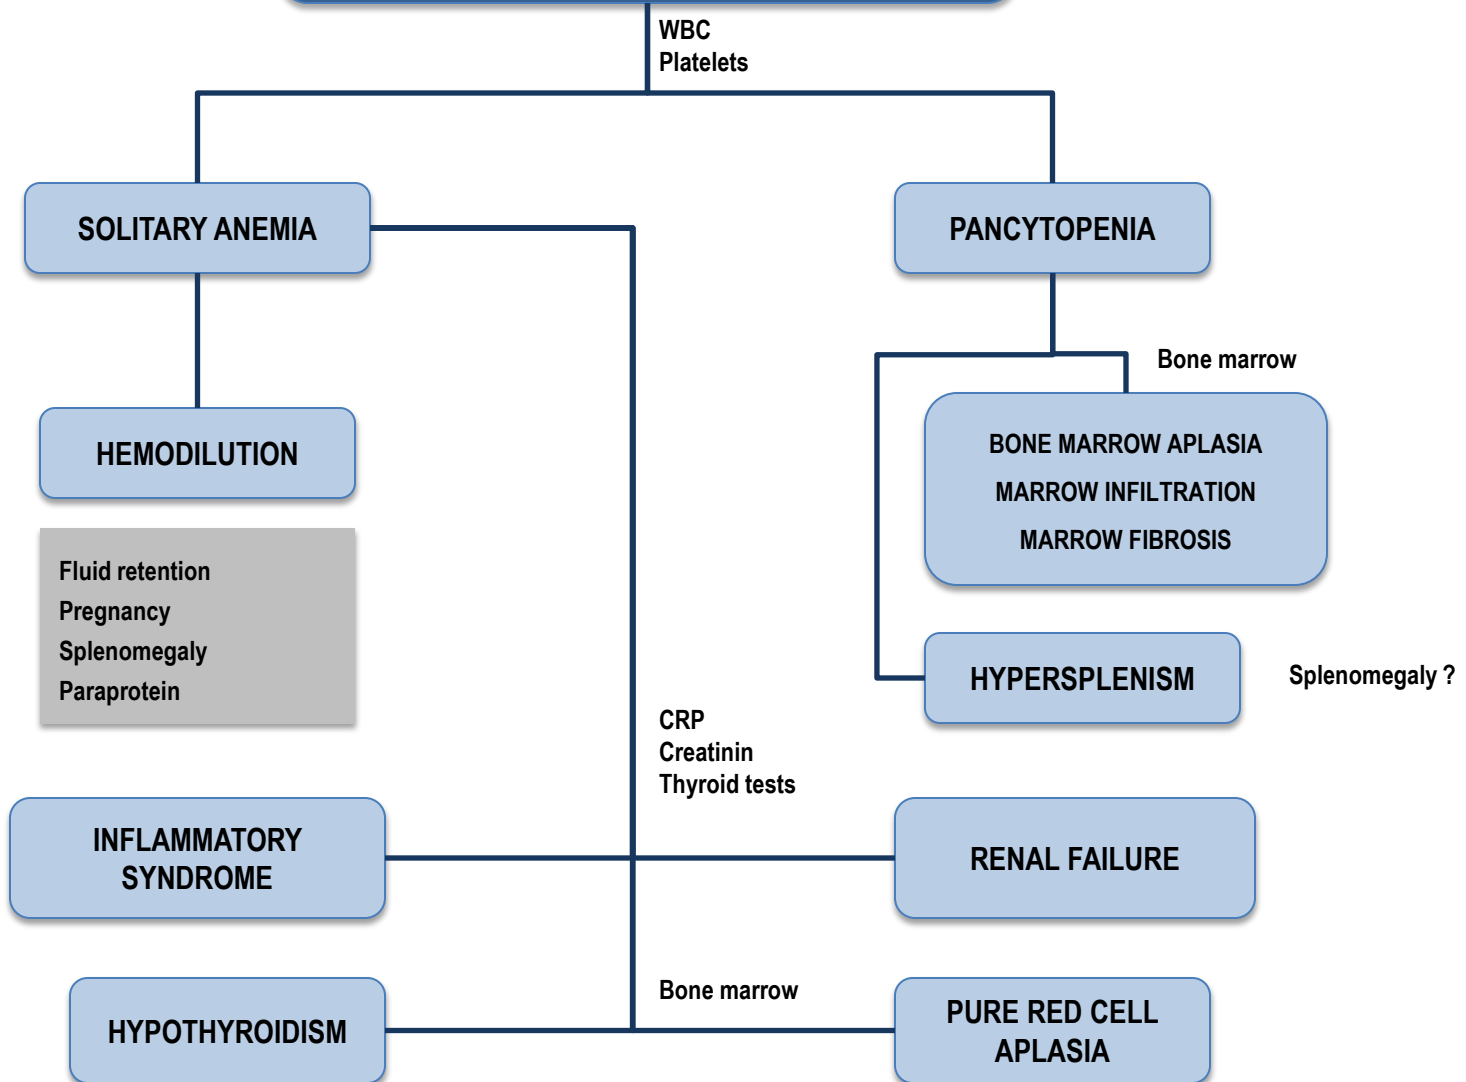 WBC
Platelets
SOLITARY ANEMIA
PANCYTOPENIA
Bone marrow
HEMODILUTION
BONE MARROW APLASIA
MARROW INFILTRATION
MARROW FIBROSIS
Fluid retention
Pregnancy
Splenomegaly
Paraprotein
HYPERSPLENISM
Splenomegaly ?
CRP
Creatinin
Thyroid tests
INFLAMMATORY
SYNDROME
RENAL FAILURE
Bone marrow
HYPOTHYROIDISM
PURE RED CELL
APLASIA